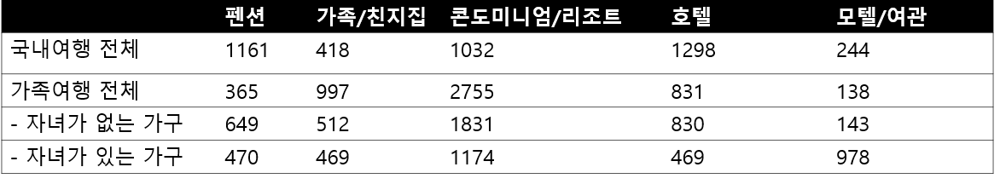 펜션 가족/친지집 콘도미니엄/리조트 호텔 모텔/여관
국내여행 전체 1161 418 1032 1298 244
가족여행 전체 365 997 2755 831 138
- 자녀가 없는 가구 649 512 1831 830 143
- 자녀가 있는 가구 470 469 1174 469 978